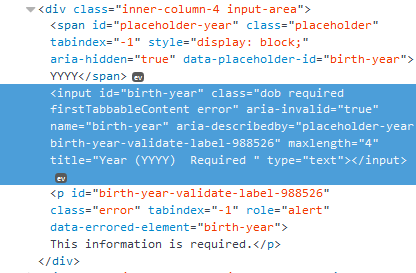 <div class="inner-column-4 input-area">
<span id="placeholder-year" class="placeholder"
tabindex="-1" style="display: block;"
aria-hidden="true" data-placeholder-id="birth-year">
YYYY</span> ev
<input id="birth-year" class="dob required
firstTabbableContent error" aria-invalid="true"
name="birth-year" aria-describedby="placeholder-year
birth-year-validate-label-988526" maxlength="4"
title="Year (YYYY)  Required " type="text"></input>
ev
<p id="birth-year-validate-label-988526"
class="error" tabindex="-1" role="alert"
data-errored-element="birth-year">
This information is required.</p>
</div>